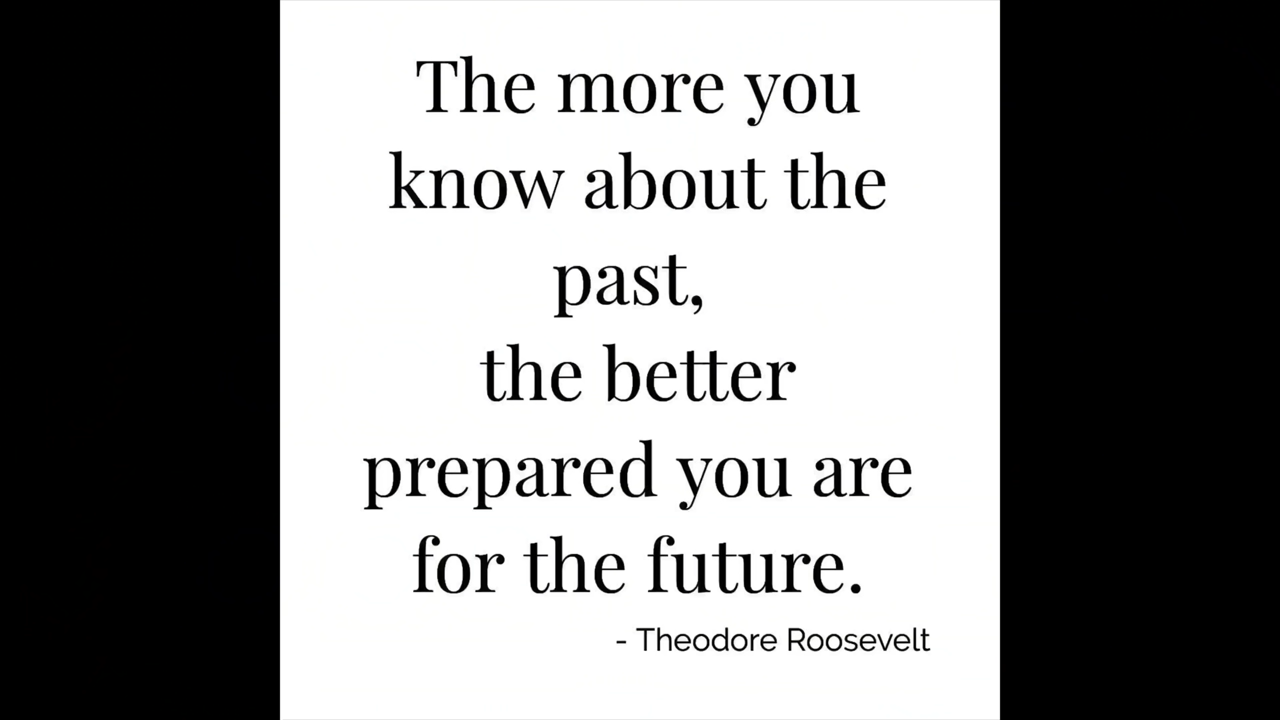 The more you
know about the
past,
the better
prepared you are
for the future.
- Theodore Roosevelt